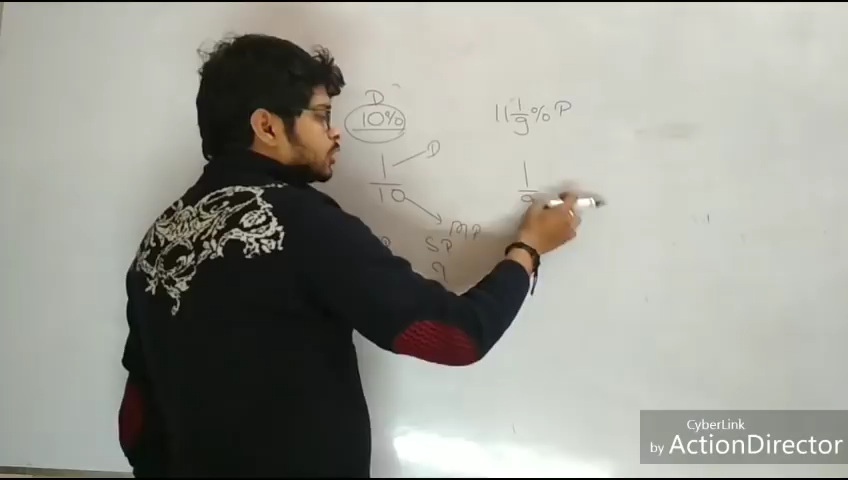 D
10% 11 1/9 % P
1/10 D
MP
SP
9
1
CyberLink
by ActionDirector